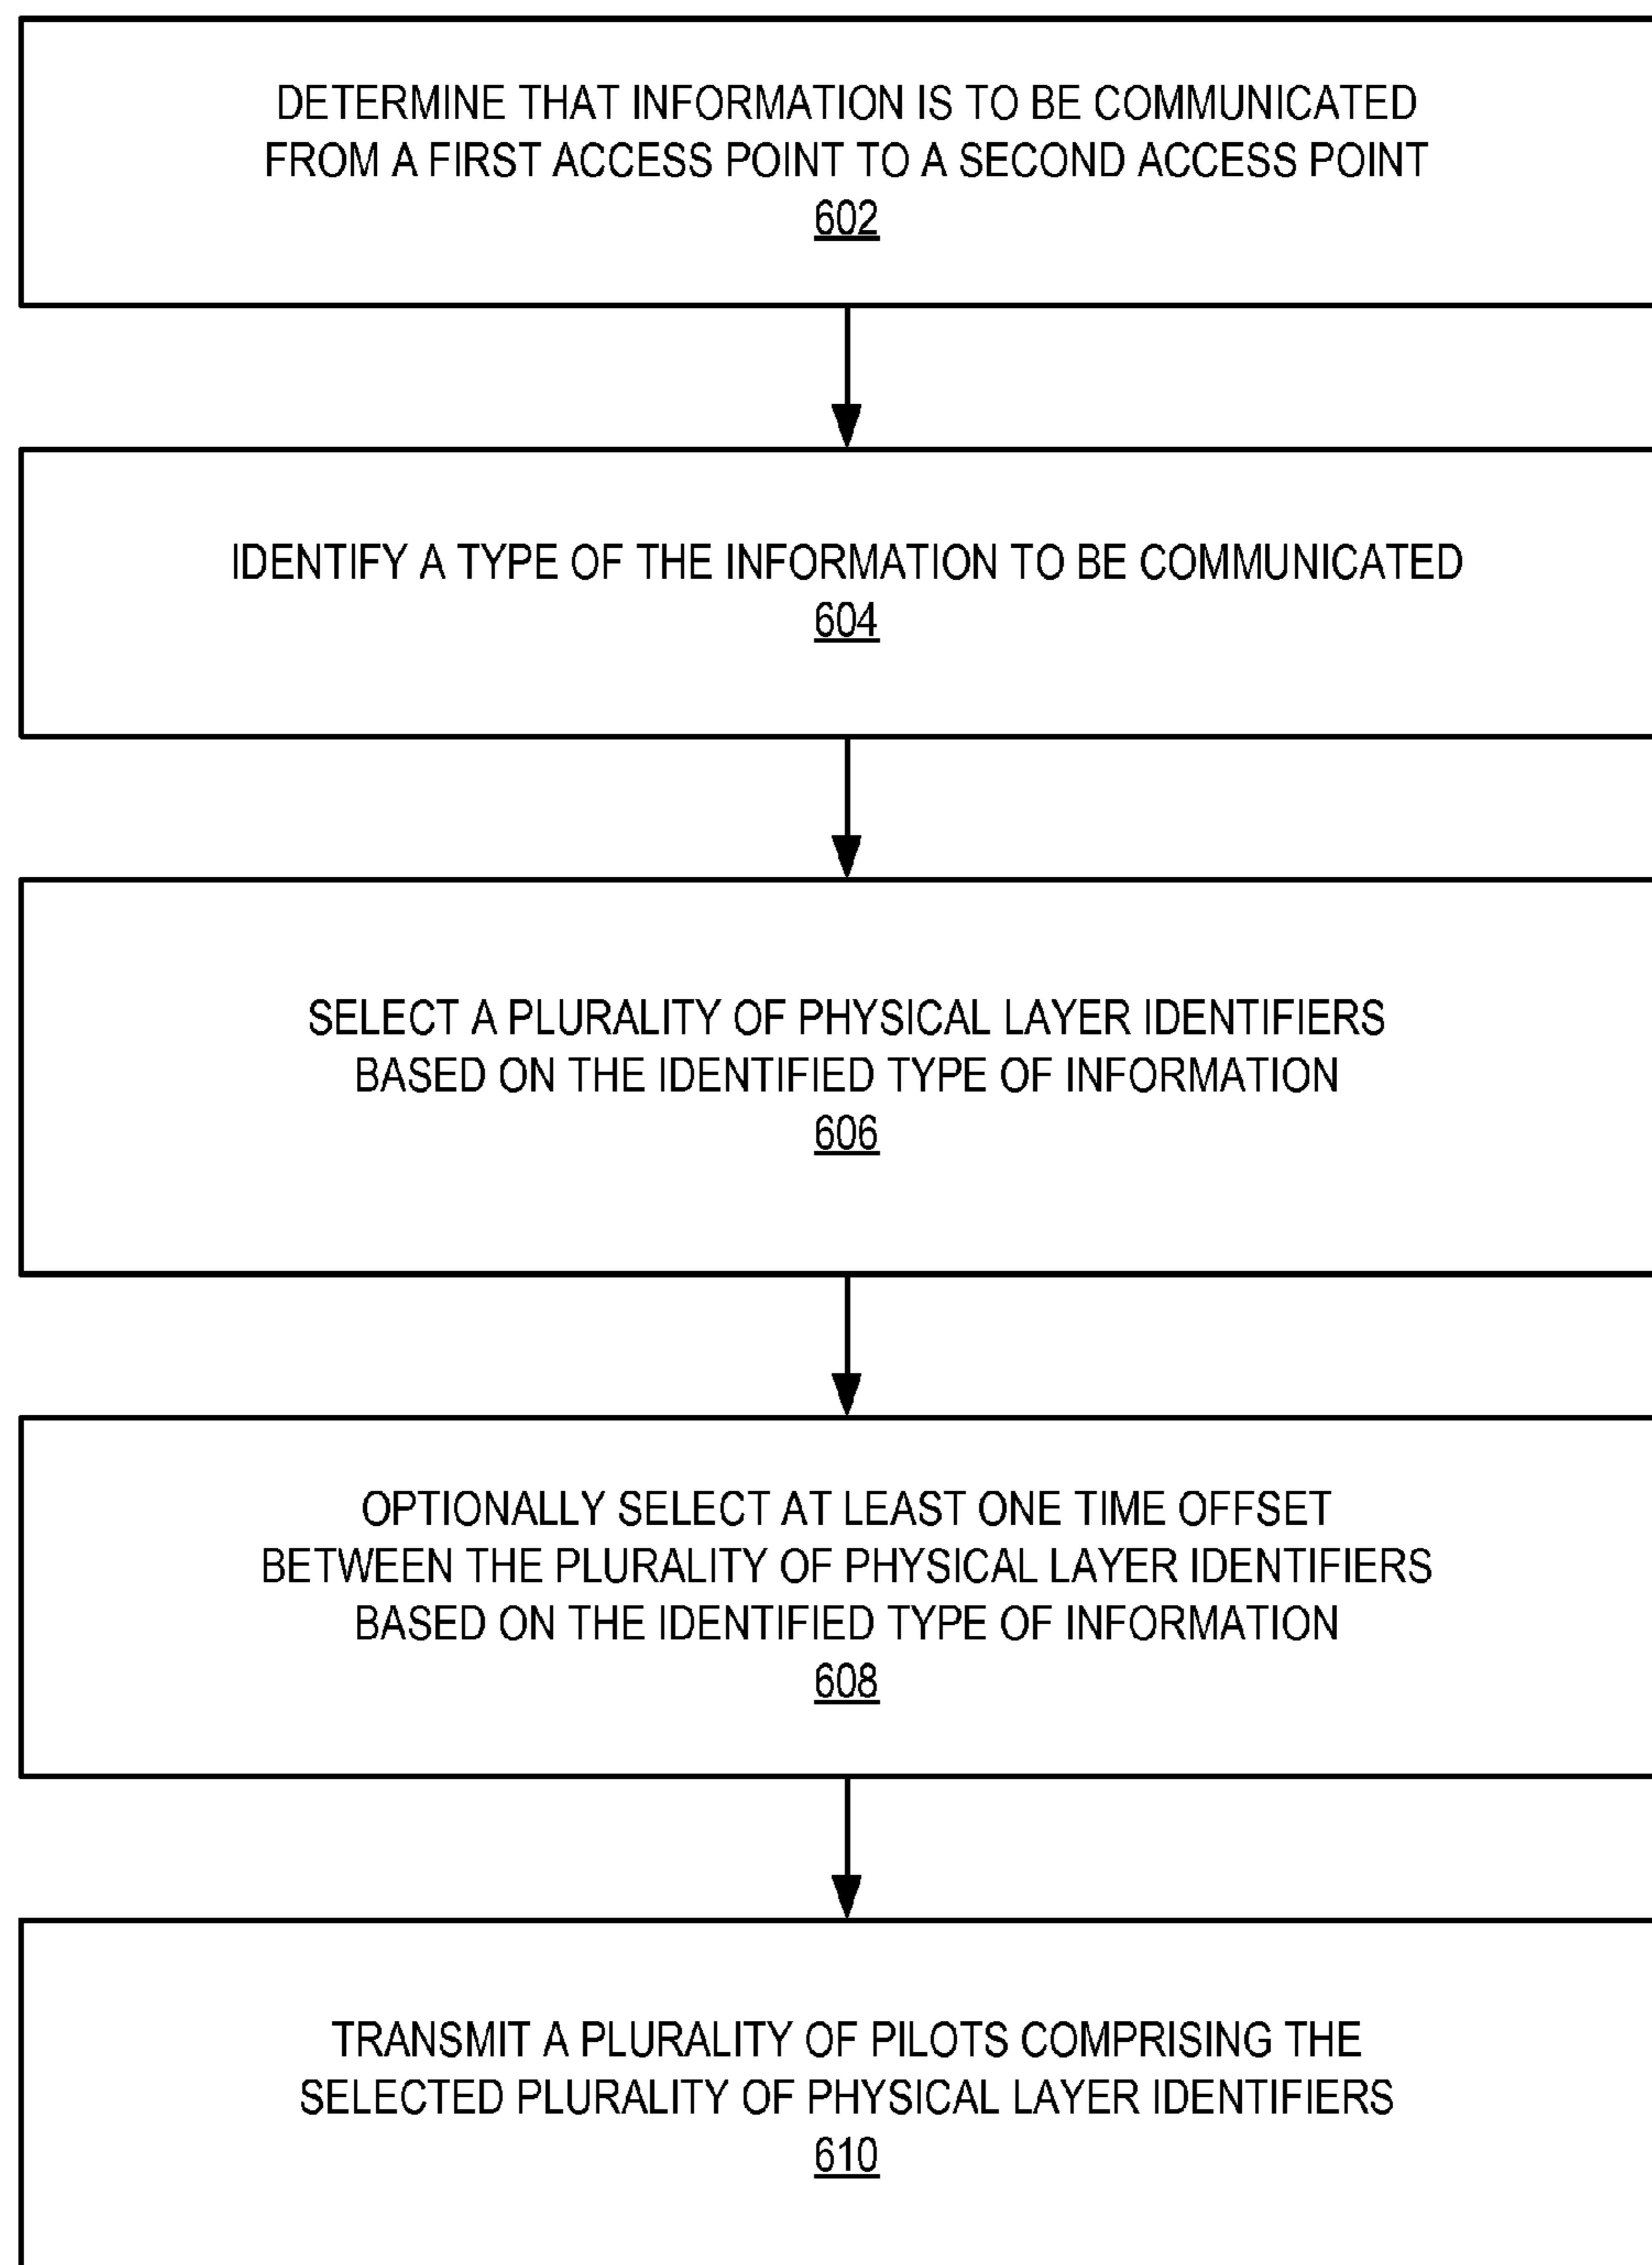 DETERMINE THAT INFORMATION IS TO BE COMMUNICATED
FROM A FIRST ACCESS POINT TO A SECOND ACCESS POINT
602
IDENTIFY A TYPE OF THE INFORMATION TO BE COMMUNICATED
604
SELECT A PLURALITY OF PHYSICAL LAYER IDENTIFIERS
BASED ON THE IDENTIFIED TYPE OF INFORMATION
606
OPTIONALLY SELECT AT LEAST ONE TIME OFFSET
BETWEEN THE PLURALITY OF PHYSICAL LAYER IDENTIFIERS
BASED ON THE IDENTIFIED TYPE OF INFORMATION
608
TRANSMIT A PLURALITY OF PILOTS COMPRISING THE
SELECTED PLURALITY OF PHYSICAL LAYER IDENTIFIERS
610